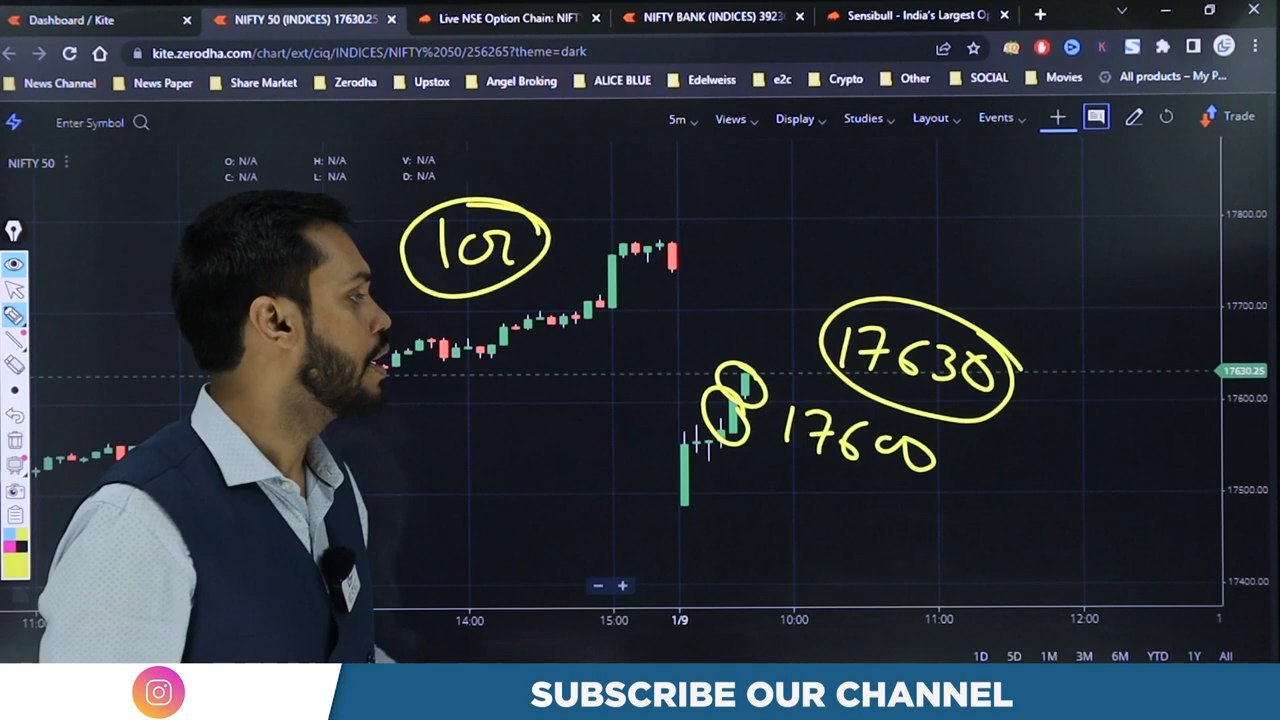 Dashboard / Kite
NIFTY 50 (INDICES) 17630.25
Live NSE Option Chain: NIFT
NIFTY BANK (INDICES) 3923
Sensibull - India's Largest O
kite.zerodha.com/chart/ext/ciq/INDICES/NIFTY%2050/256265?theme=dark
News Channel
News Paper
Share Market
Zerodha
Upstox
Angel Broking
ALICE BLUE
Edelweiss
e2c
Crypto
Other
SOCIAL
Movies
All products – My P...
Enter Symbol
5m
Views
Display
Studies
Layout
Events
Trade
NIFTY 50
O: N/A
H: N/A
V: N/A
C: N/A
L: N/A
D: N/A
17800.00
17700.00
17630
17630.25
17600.00
17600
17500.00
17400.00
11:0
14:00
15:00
1/9
10:00
11:00
12:00
1
1D
5D
1M
3M
6M
YTD
1Y
All
SUBSCRIBE OUR CHANNEL